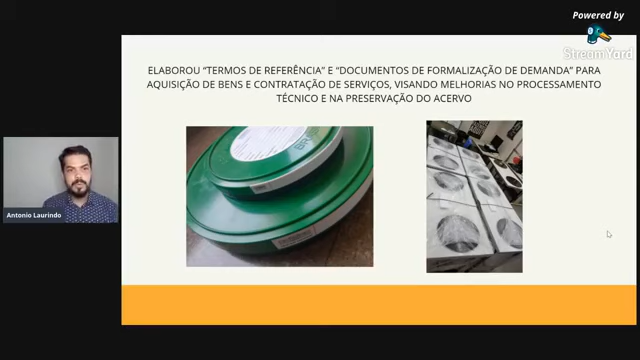 Powered by
StreamYard
ELABOROU “TERMOS DE REFERÊNCIA” E “DOCUMENTOS DE FORMALIZAÇÃO DE DEMANDA” PARA
AQUISIÇÃO DE BENS E CONTRATAÇÃO DE SERVIÇOS, VISANDO MELHORIAS NO PROCESSAMENTO
TÉCNICO E NA PRESERVAÇÃO DO ACERVO
Antonio Laurindo